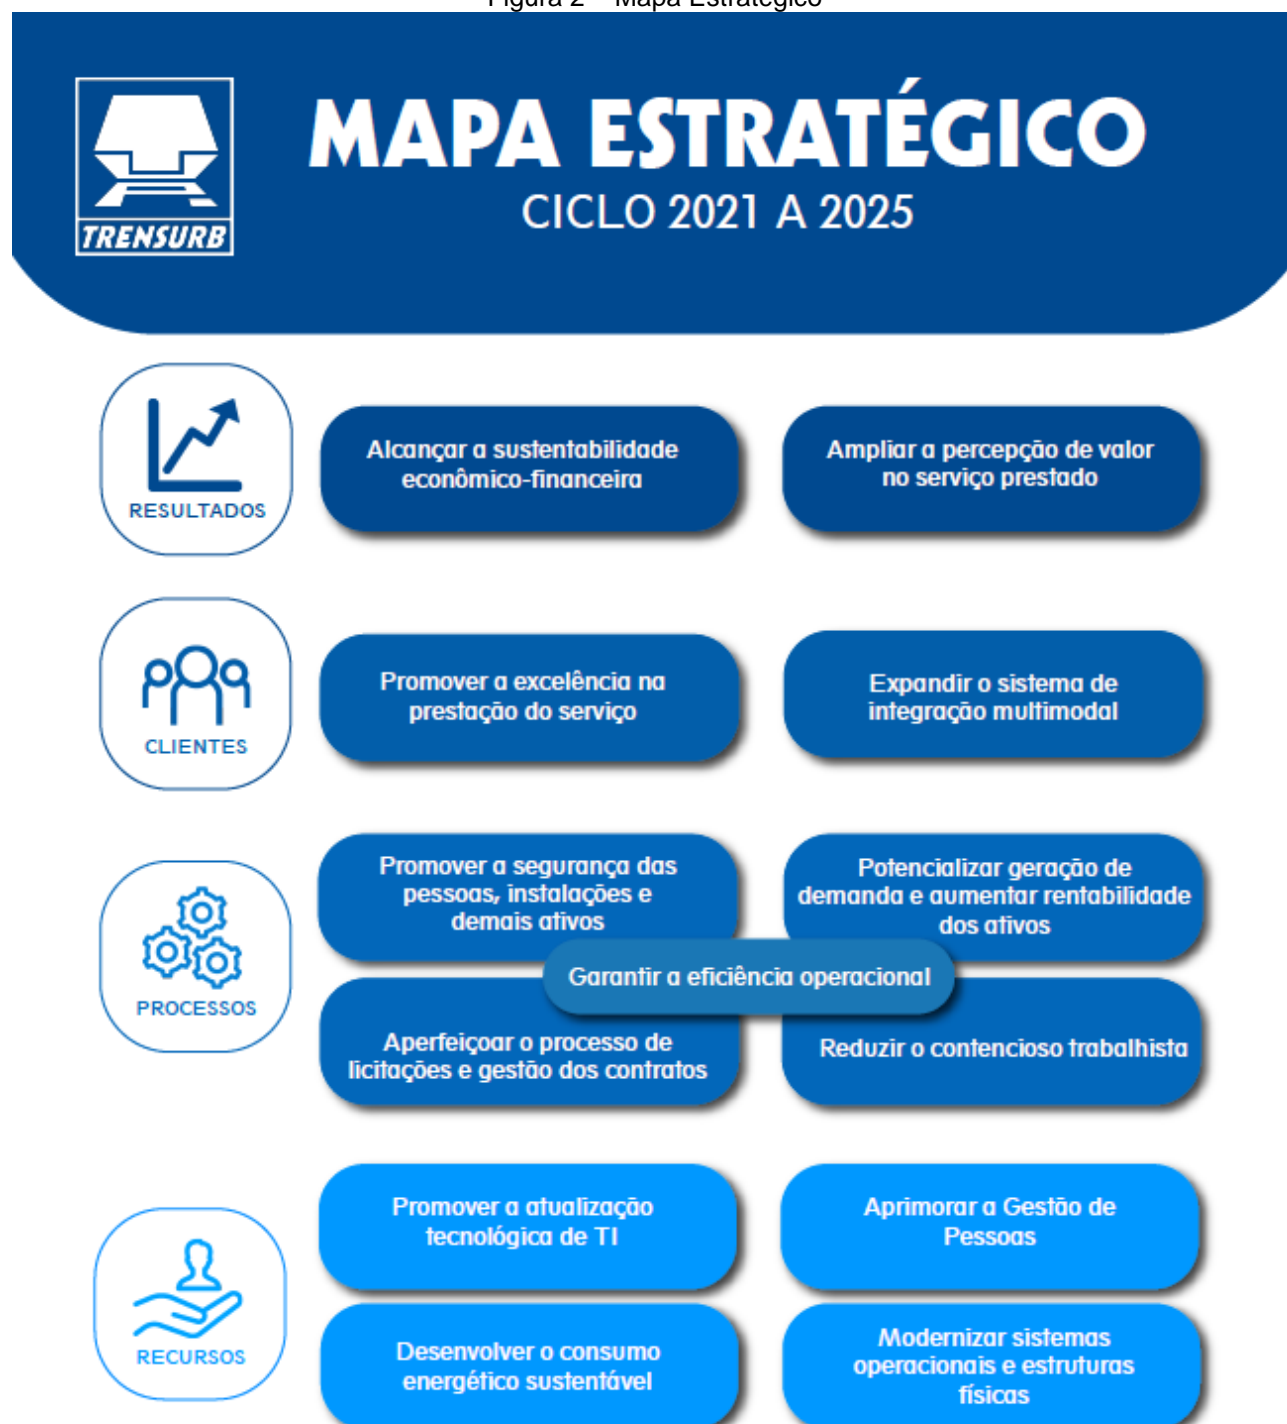 Figura 2 – Mapa Estratégico
TRENSURB
MAPA ESTRATÉGICO
CICLO 2021 A 2025
RESULTADOS
Alcançar a sustentabilidade
econômico-financeira
Ampliar a percepção de valor
no serviço prestado
CLIENTES
Promover a excelência na
prestação do serviço
Expandir o sistema de
integração multimodal
PROCESSOS
Promover a segurança das
pessoas, instalações e
demais ativos
Potencializar geração de
demanda e aumentar rentabilidade
dos ativos
Garantir a eficiência operacional
Aperfeiçoar o processo de
licitações e gestão dos contratos
Reduzir o contencioso trabalhista
RECURSOS
Promover a atualização
tecnológica de TI
Aprimorar a Gestão de
Pessoas
Desenvolver o consumo
energético sustentável
Modernizar sistemas
operacionais e estruturas
físicas